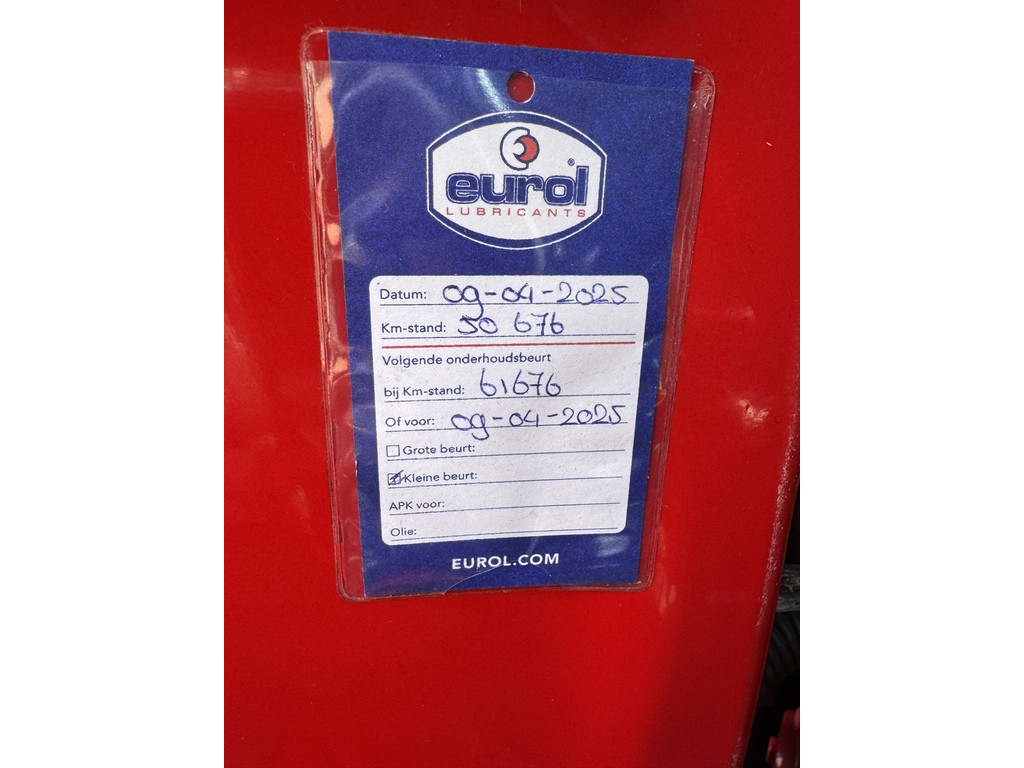 eurol®
LUBRICANTS
Datum: 09-04-2025
Km-stand: 50 676
Volgende onderhoudsbeurt
bij Km-stand: 61676
Of voor: 09-04-2025
Grote beurt:
Kleine beurt:
APK voor:
Olie:
EUROL.COM